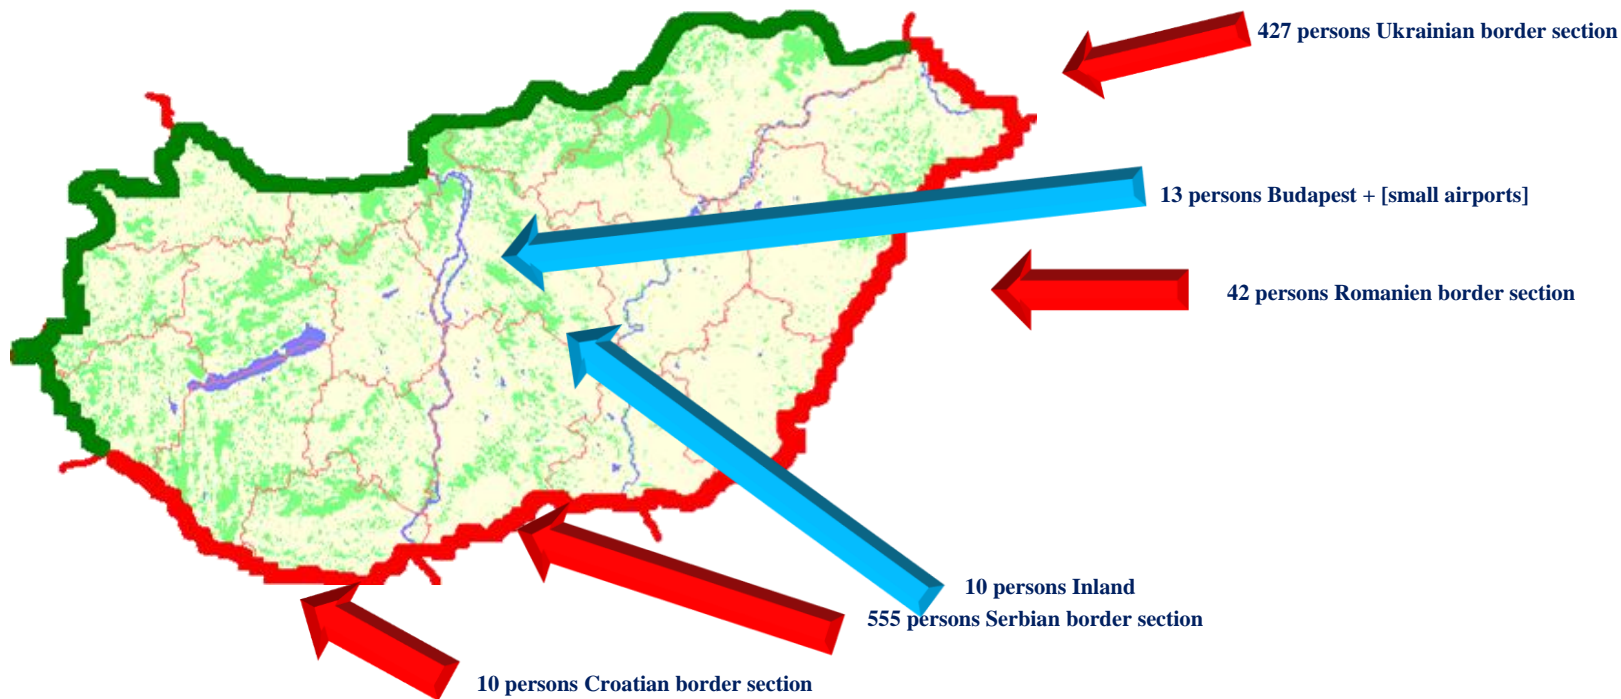 427 persons Ukrainian border section
13 persons Budapest + [small airports]
42 persons Romanien border section
10 persons Inland
555 persons Serbian border section
10 persons Croatian border section